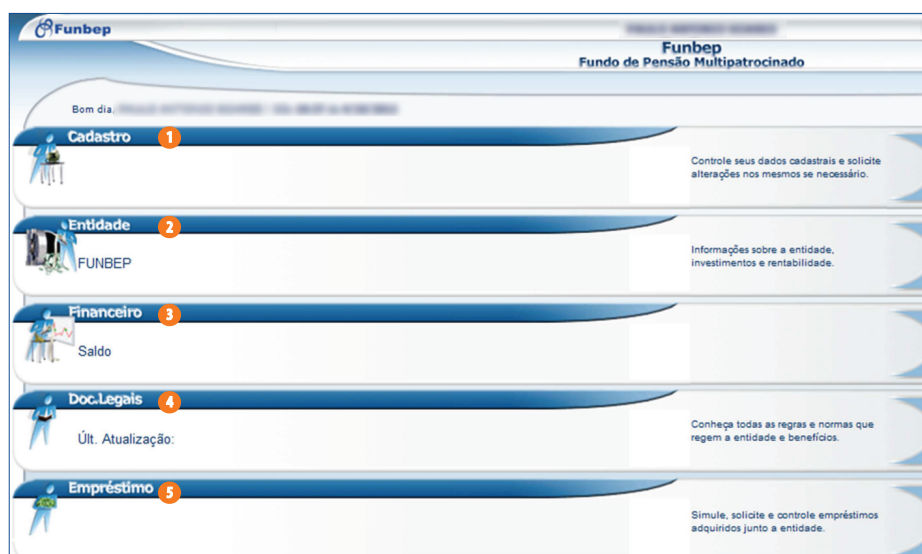 Funbep
Funbep
Fundo de Pensão Multipatrocinado
Bom dia,
Cadastro 1
Controle seus dados cadastrais e solicite
alterações nos mesmos se necessário.
Entidade 2
FUNBEP
Informações sobre a entidade,
investimentos e rentabilidade.
Financeiro 3
Saldo
Doc.Legais 4
Últ. Atualização:
Conheça todas as regras e normas que
regem a entidade e benefícios.
Empréstimo 5
Simule, solicite e controle empréstimos
adquiridos junto a entidade.